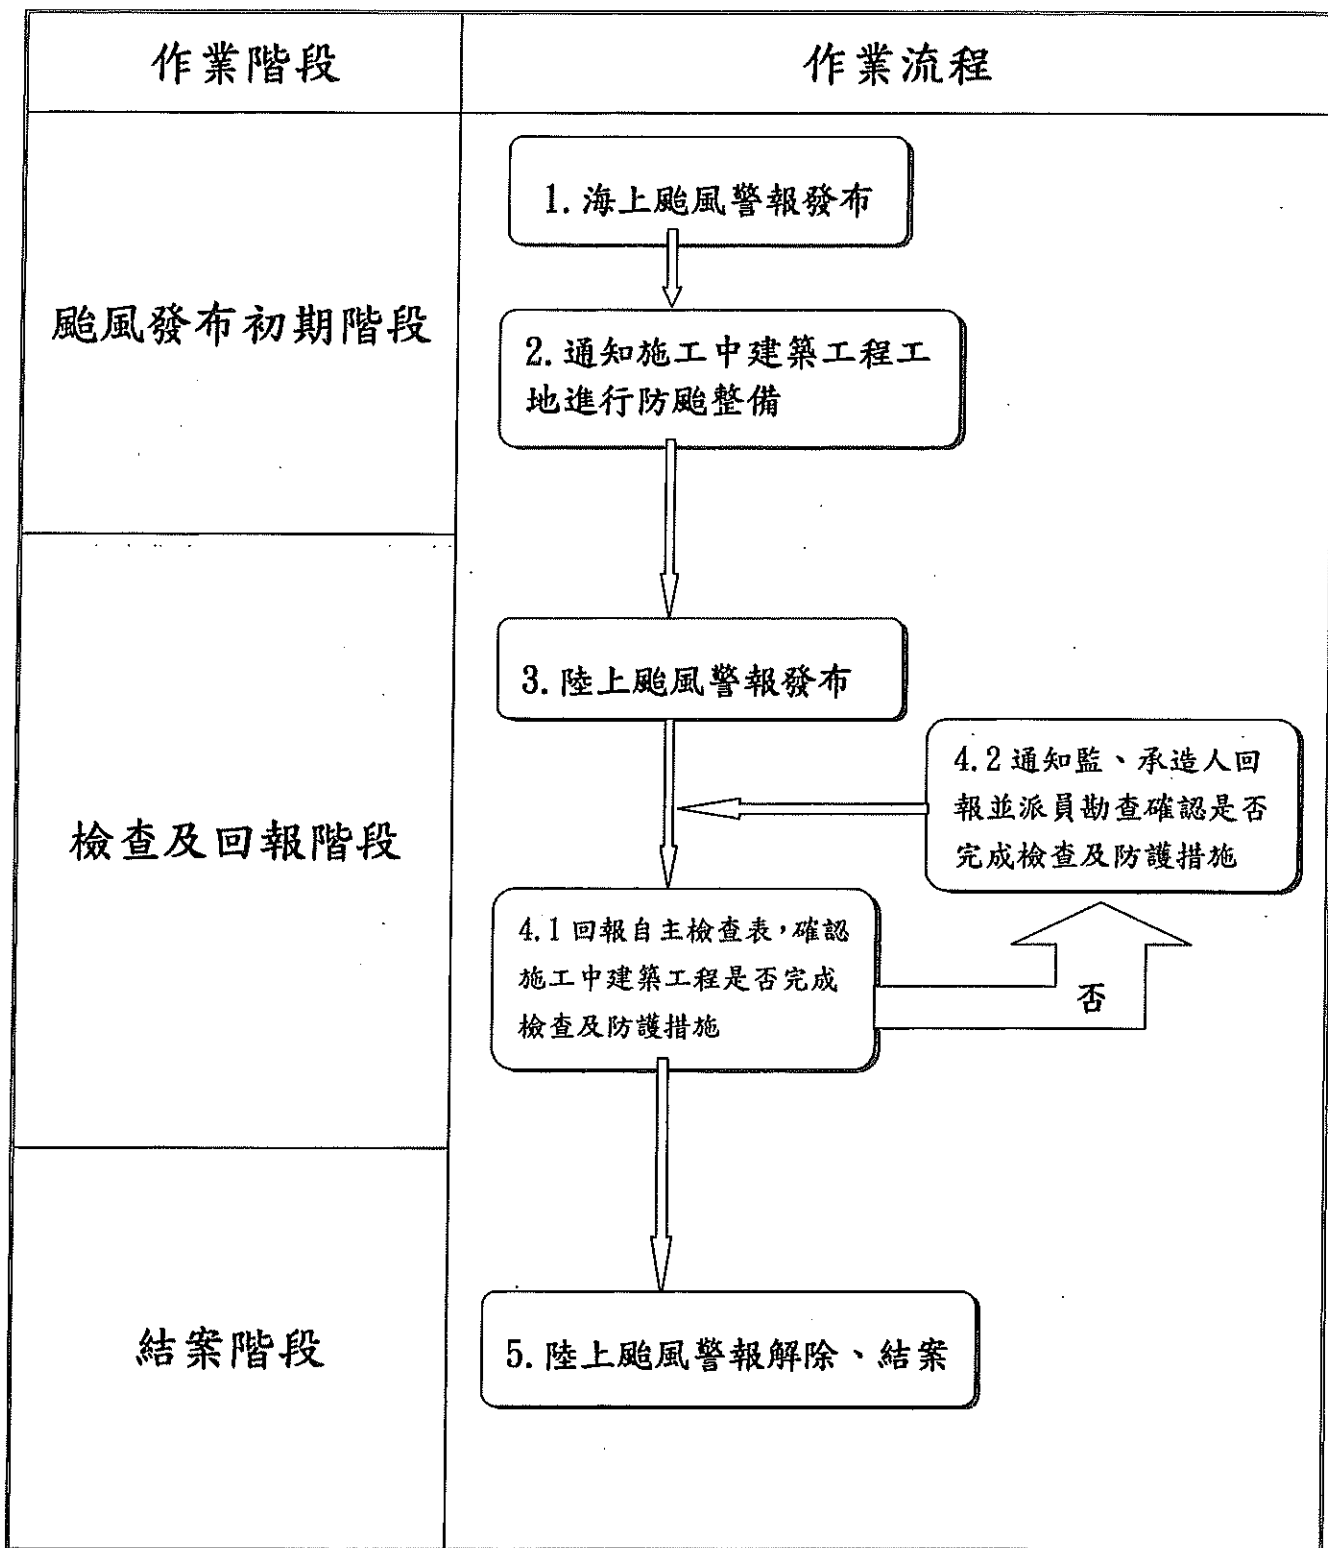 作業階段
作業流程
颱風發布初期階段
1. 海上颱風警報發布
2. 通知施工中建築工程工
地進行防颱整備
檢查及回報階段
3. 陸上颱風警報發布
4.2 通知監、承造人回
報並派員勘查確認是否
完成檢查及防護措施
4.1 回報自主檢查表，確認
施工中建築工程是否完成
檢查及防護措施
否
結案階段
5. 陸上颱風警報解除、結案